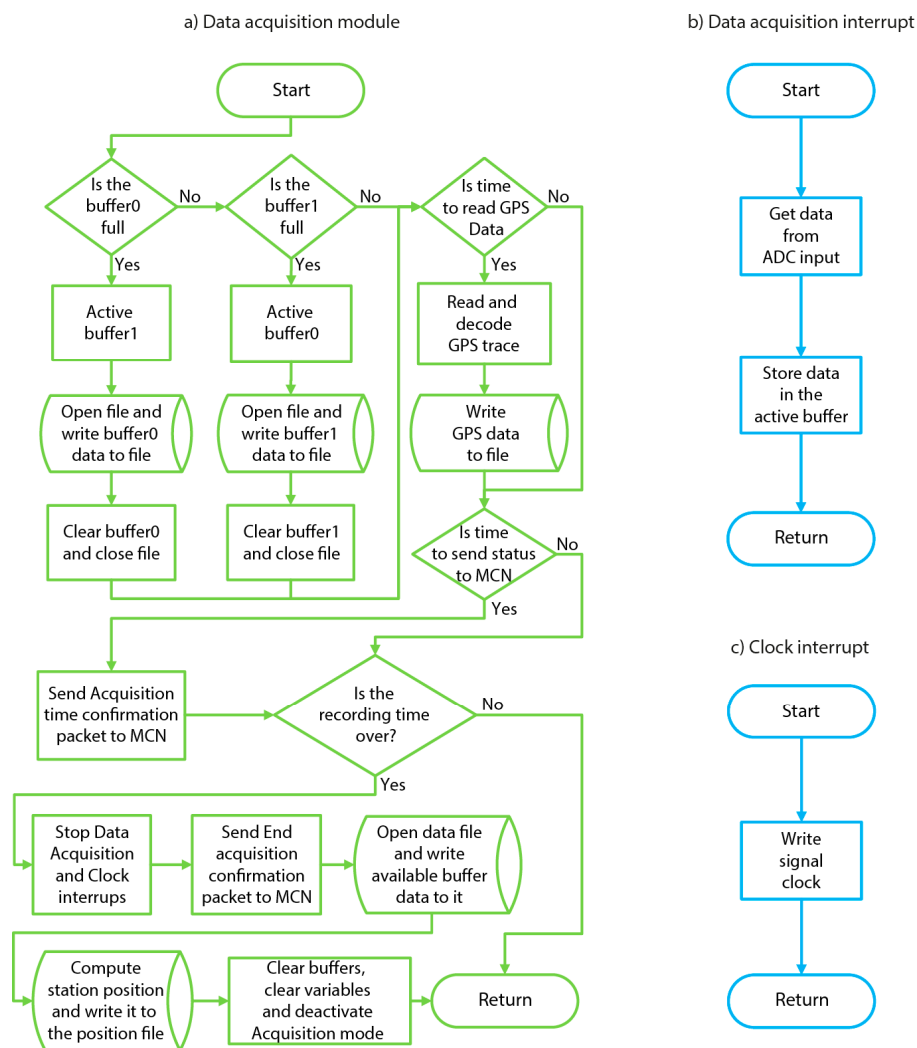 a) Data acquisition module
Start
Is the
buffer0
full
No
Yes
Is the
buffer1
full
No
Yes
Is time
to read GPS
Data
No
Yes
Active
buffer1
Active
buffer0
Read and
decode
GPS trace
Open file and
write buffer0
data to file
Open file and
write buffer1
data to file
Write
GPS data
to file
Clear buffer0
and close file
Clear buffer1
and close file
Is time
to send status
to MCN
No
Yes
Send Acquisition
time confirmation
packet to MCN
Is the
recording time
over?
No
Yes
Stop Data
Acquisition
and Clock
interrups
Send End
acquisition
confirmation
packet to MCN
Open data file
and write
available buffer
data to it
Compute
station position
and write it to
the position file
Clear buffers,
clear variables
and deactivate
Acquisition mode
Return
b) Data acquisition interrupt
Start
Get data
from
ADC input
Store data
in the
active buffer
Return
c) Clock interrupt
Start
Write
signal
clock
Return